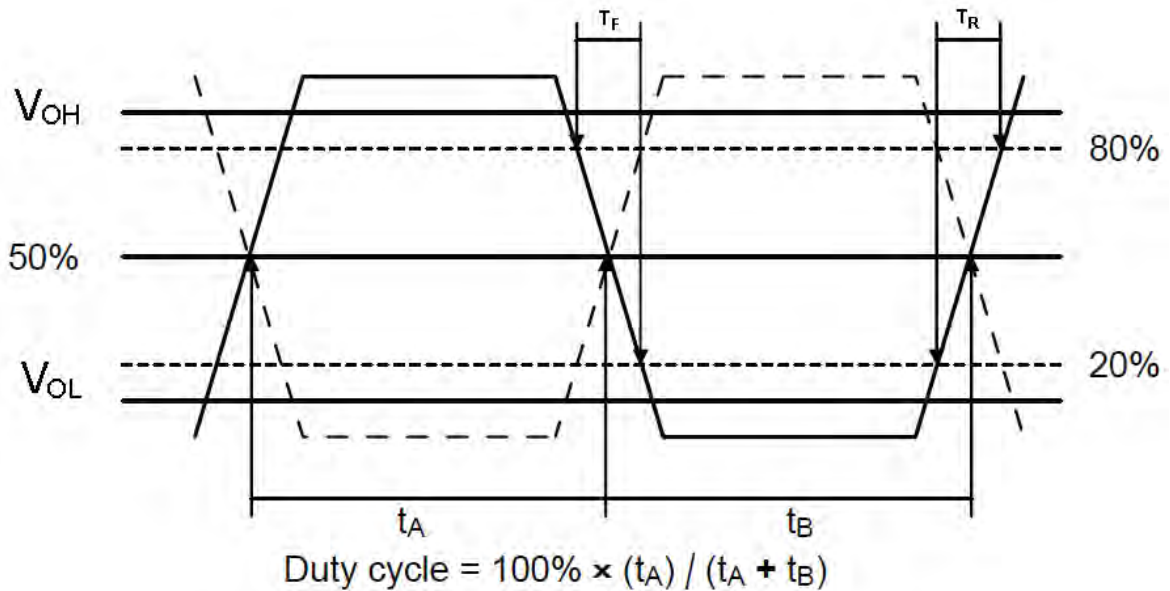 TF
TR
VOH
80%
50%
20%
VOL
tA
tB
Duty cycle = 100% × (tA) / (tA + tB)